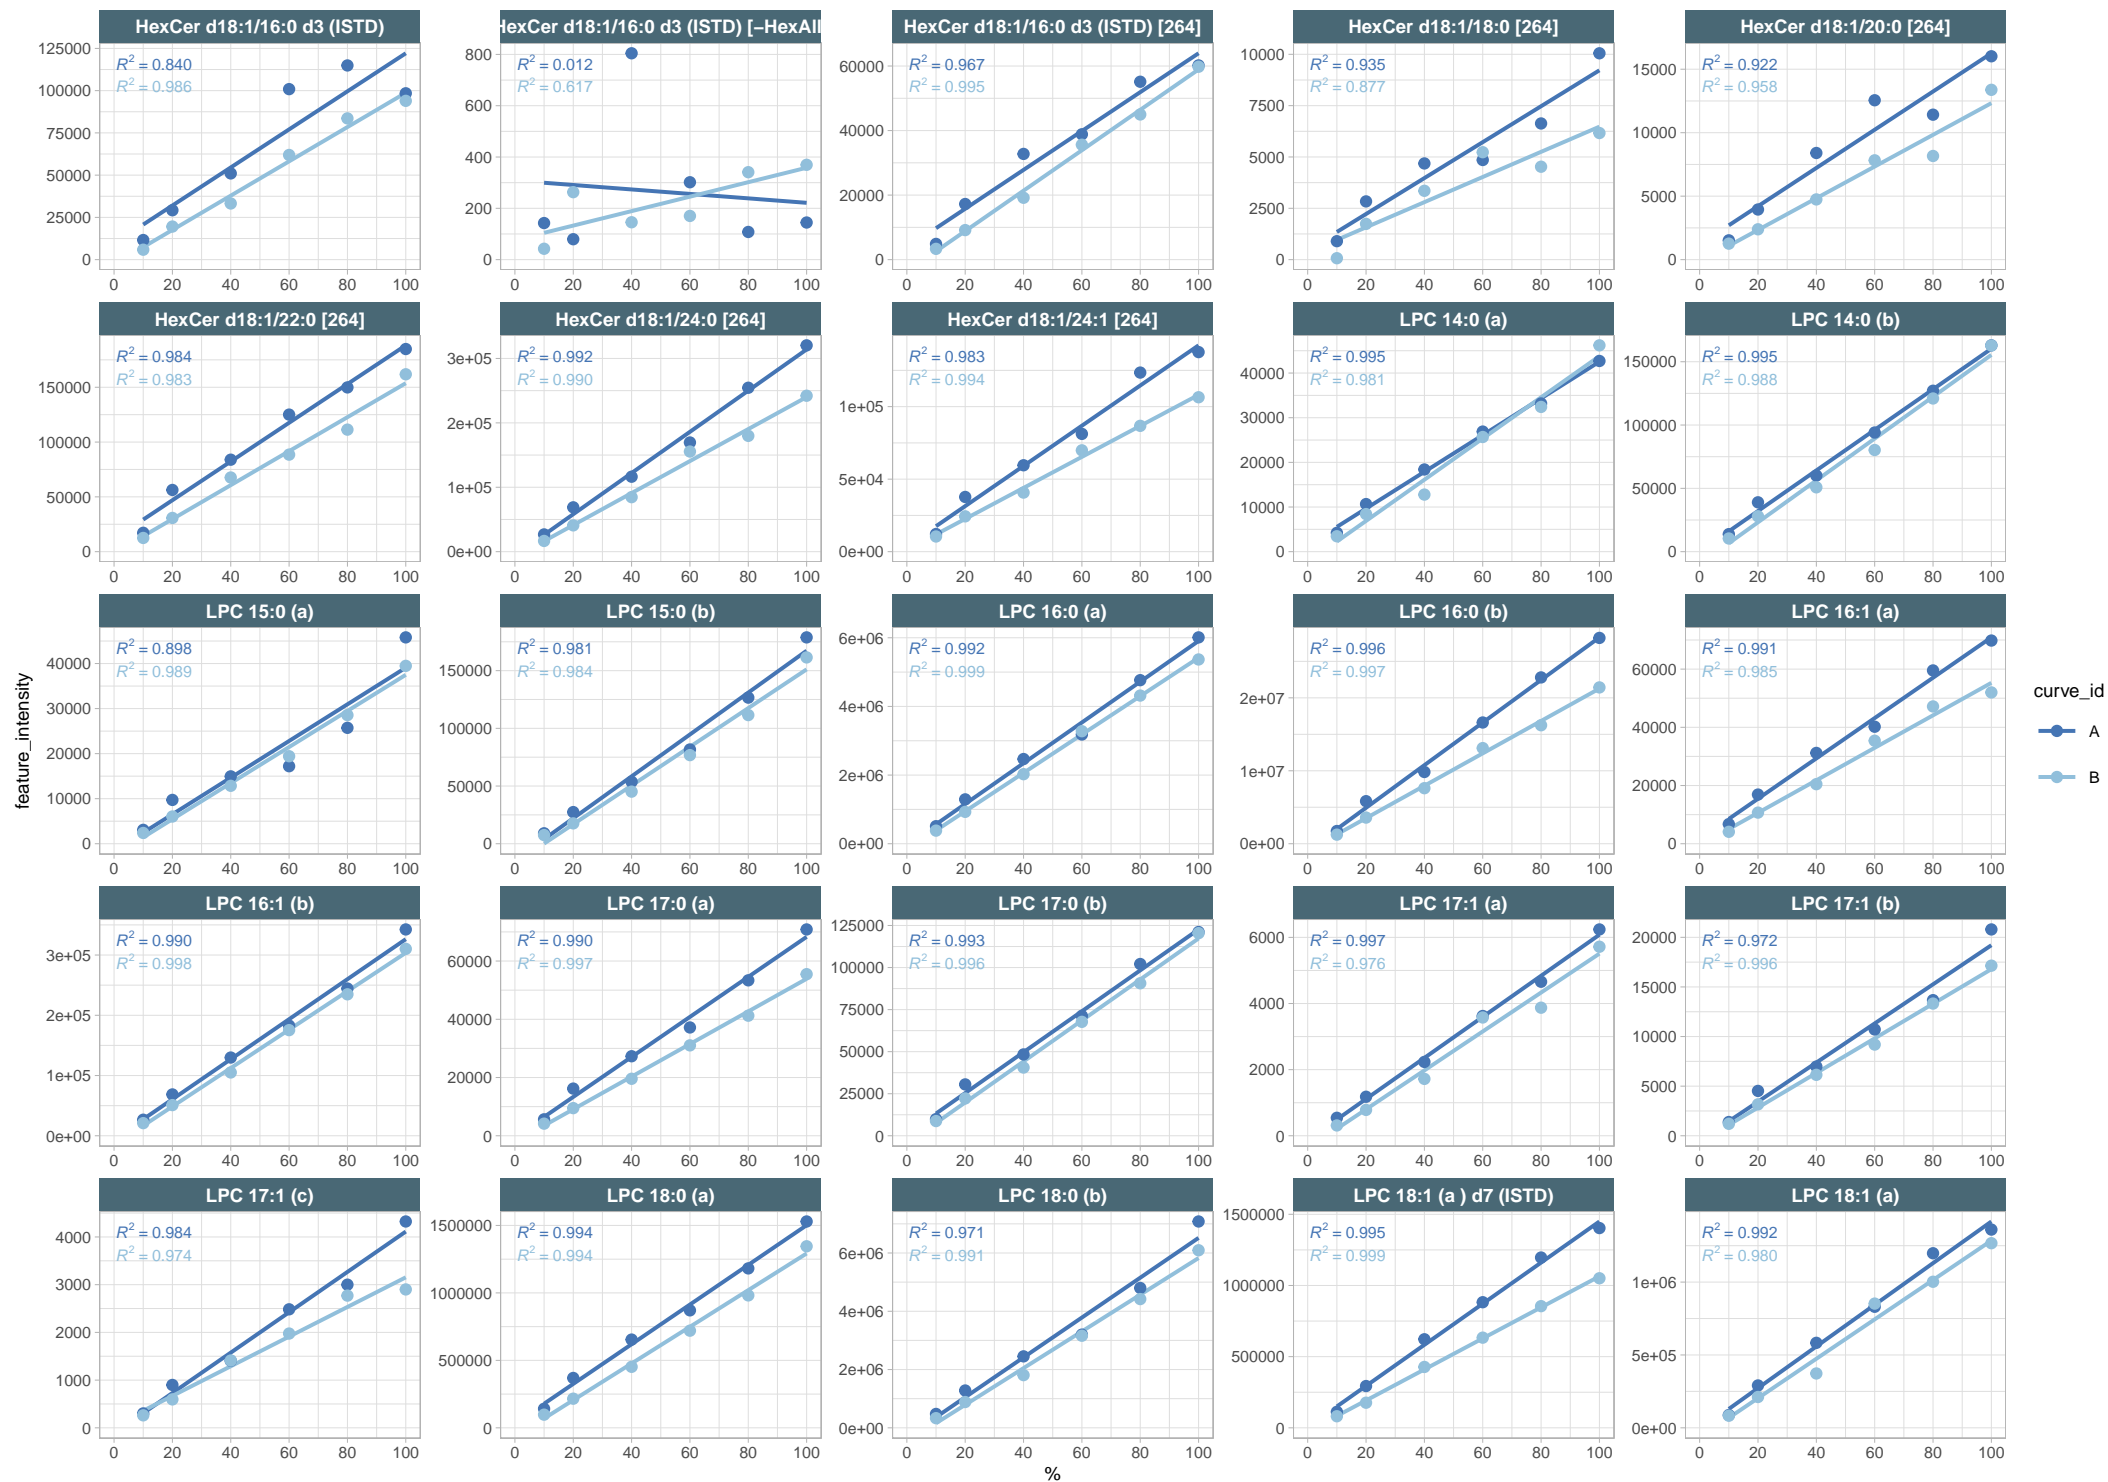 HexCer d18:1/16:0 d3 (ISTD)
R² = 0.840
R² = 0.986
125000
100000
75000
50000
25000
0
0 20 40 60 80 100
HexCer d18:1/16:0 d3 (ISTD) [−HexAll
R² = 0.012
R² = 0.617
800
600
400
200
0
0 20 40 60 80 100
HexCer d18:1/16:0 d3 (ISTD) [264]
R² = 0.967
R² = 0.995
60000
40000
20000
0
0 20 40 60 80 100
HexCer d18:1/18:0 [264]
R² = 0.935
R² = 0.877
10000
7500
5000
2500
0
0 20 40 60 80 100
HexCer d18:1/20:0 [264]
R² = 0.922
R² = 0.958
15000
10000
5000
0
0 20 40 60 80 100
HexCer d18:1/22:0 [264]
R² = 0.984
R² = 0.983
150000
100000
50000
0
0 20 40 60 80 100
HexCer d18:1/24:0 [264]
R² = 0.992
R² = 0.990
3e+05
2e+05
1e+05
0e+00
0 20 40 60 80 100
HexCer d18:1/24:1 [264]
R² = 0.983
R² = 0.994
1e+05
5e+04
0e+00
0 20 40 60 80 100
LPC 14:0 (a)
R² = 0.995
R² = 0.981
40000
30000
20000
10000
0
0 20 40 60 80 100
LPC 14:0 (b)
R² = 0.995
R² = 0.988
150000
100000
50000
0
0 20 40 60 80 100
LPC 15:0 (a)
R² = 0.898
R² = 0.989
40000
30000
20000
10000
0
0 20 40 60 80 100
LPC 15:0 (b)
R² = 0.981
R² = 0.984
150000
100000
50000
0
0 20 40 60 80 100
LPC 16:0 (a)
R² = 0.992
R² = 0.999
6e+06
4e+06
2e+06
0e+00
0 20 40 60 80 100
LPC 16:0 (b)
R² = 0.996
R² = 0.997
2e+07
1e+07
0e+00
0 20 40 60 80 100
LPC 16:1 (a)
R² = 0.991
R² = 0.985
60000
40000
20000
0
0 20 40 60 80 100
LPC 16:1 (b)
R² = 0.990
R² = 0.998
3e+05
2e+05
1e+05
0e+00
0 20 40 60 80 100
LPC 17:0 (a)
R² = 0.990
R² = 0.997
60000
40000
20000
0
0 20 40 60 80 100
LPC 17:0 (b)
R² = 0.993
R² = 0.996
125000
100000
75000
50000
25000
0
0 20 40 60 80 100
LPC 17:1 (a)
R² = 0.997
R² = 0.976
6000
4000
2000
0
0 20 40 60 80 100
LPC 17:1 (b)
R² = 0.972
R² = 0.996
20000
15000
10000
5000
0
0 20 40 60 80 100
LPC 17:1 (c)
R² = 0.984
R² = 0.974
4000
3000
2000
1000
0
0 20 40 60 80 100
LPC 18:0 (a)
R² = 0.994
R² = 0.994
1500000
1000000
500000
0
0 20 40 60 80 100
LPC 18:0 (b)
R² = 0.971
R² = 0.991
6e+06
4e+06
2e+06
0e+00
0 20 40 60 80 100
LPC 18:1 (a ) d7 (ISTD)
R² = 0.995
R² = 0.999
1500000
1000000
500000
0
0 20 40 60 80 100
LPC 18:1 (a)
R² = 0.992
R² = 0.980
1e+06
5e+05
0e+00
0 20 40 60 80 100
feature_intensity
%
curve_id
A
B